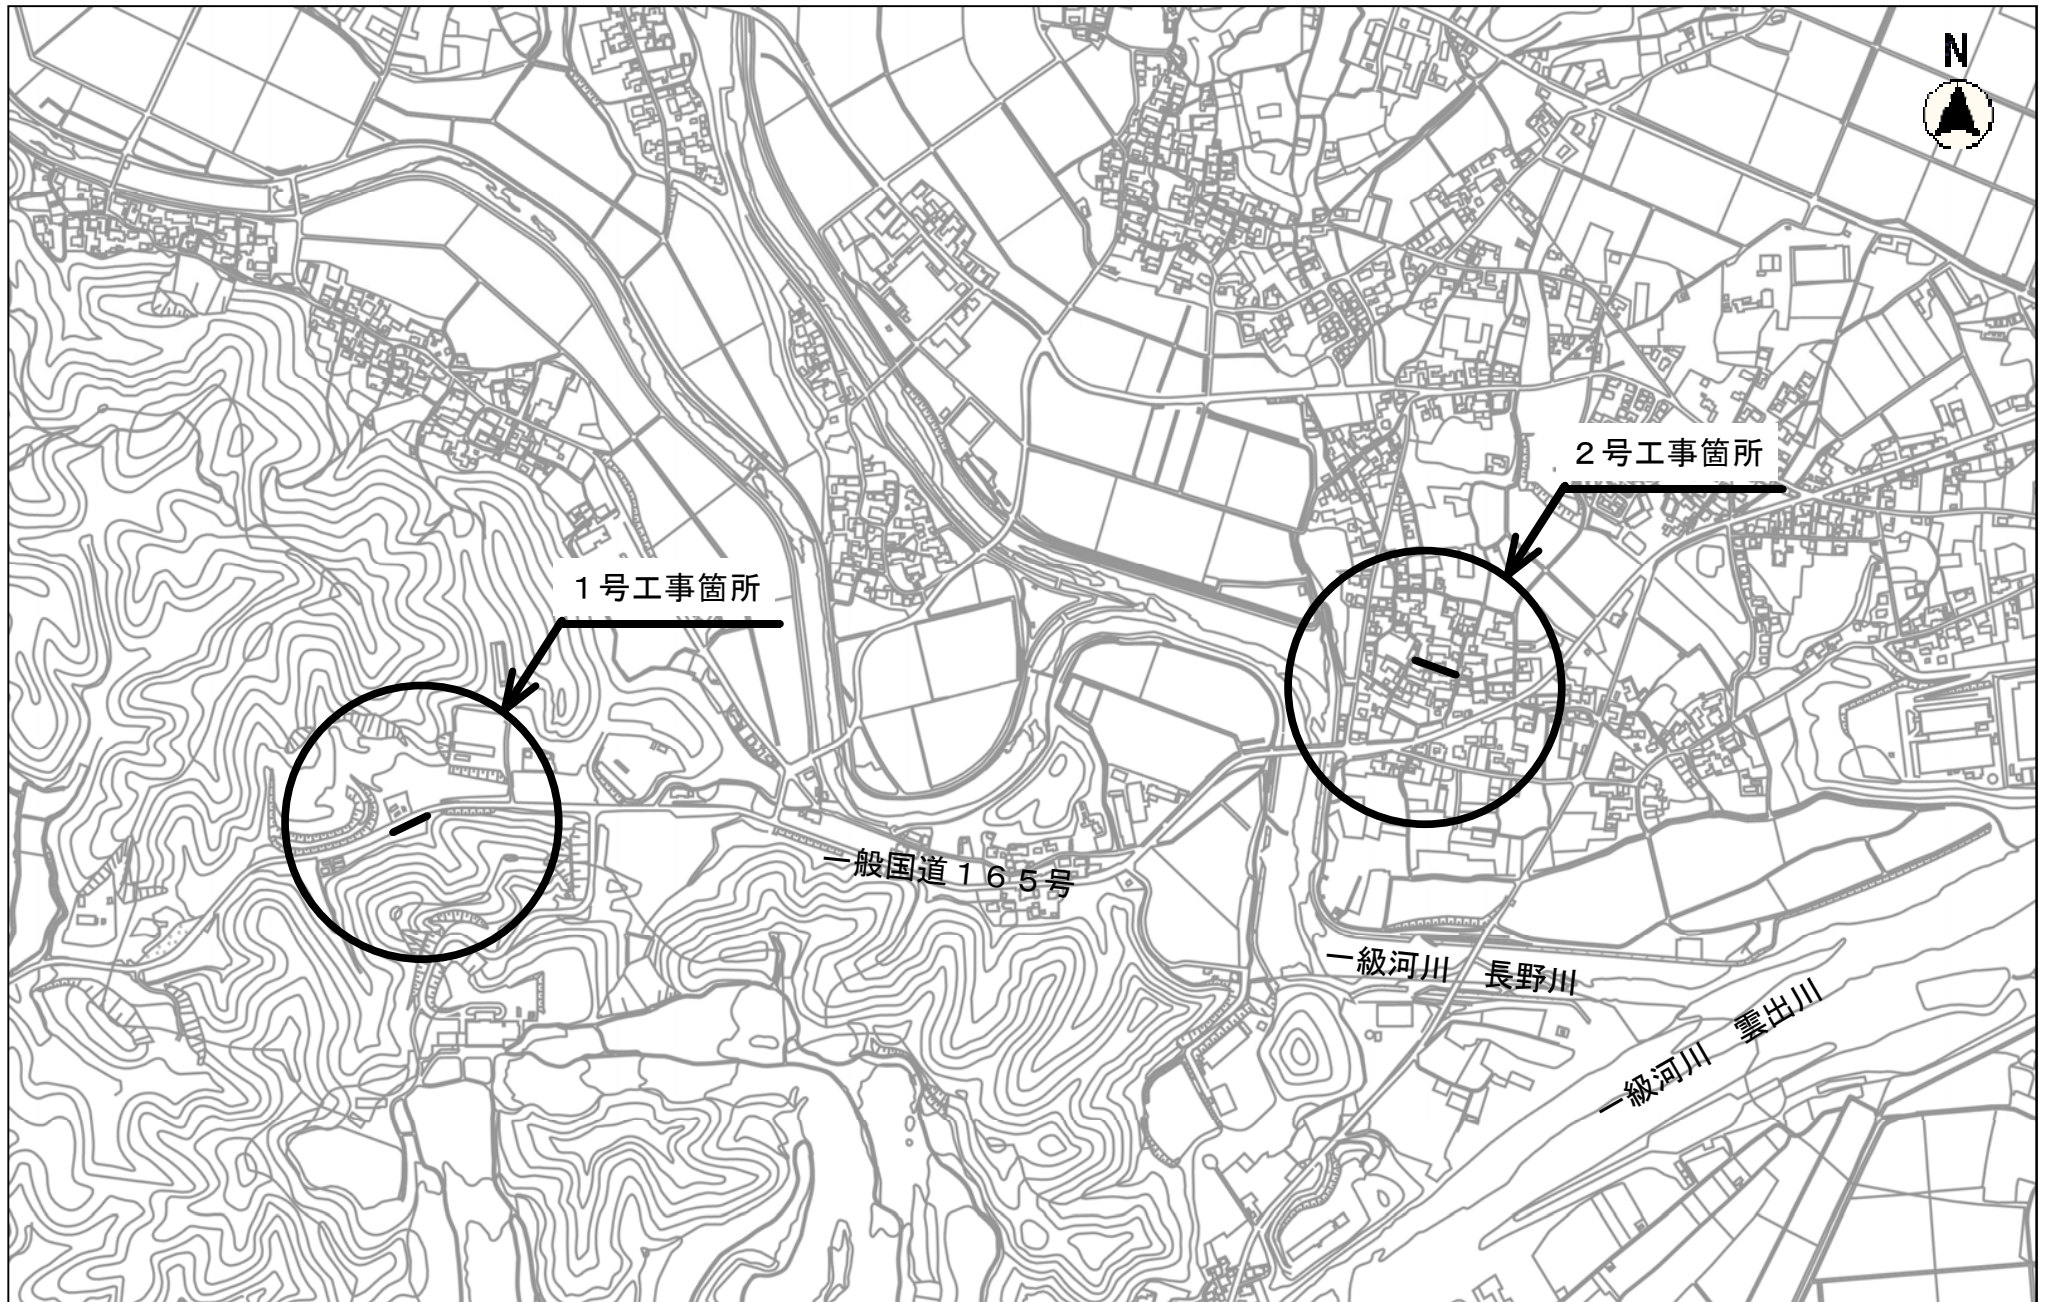 N
２号工事箇所
１号工事箇所
一般国道１６５号
一級河川　長野川
一級河川　雲出川